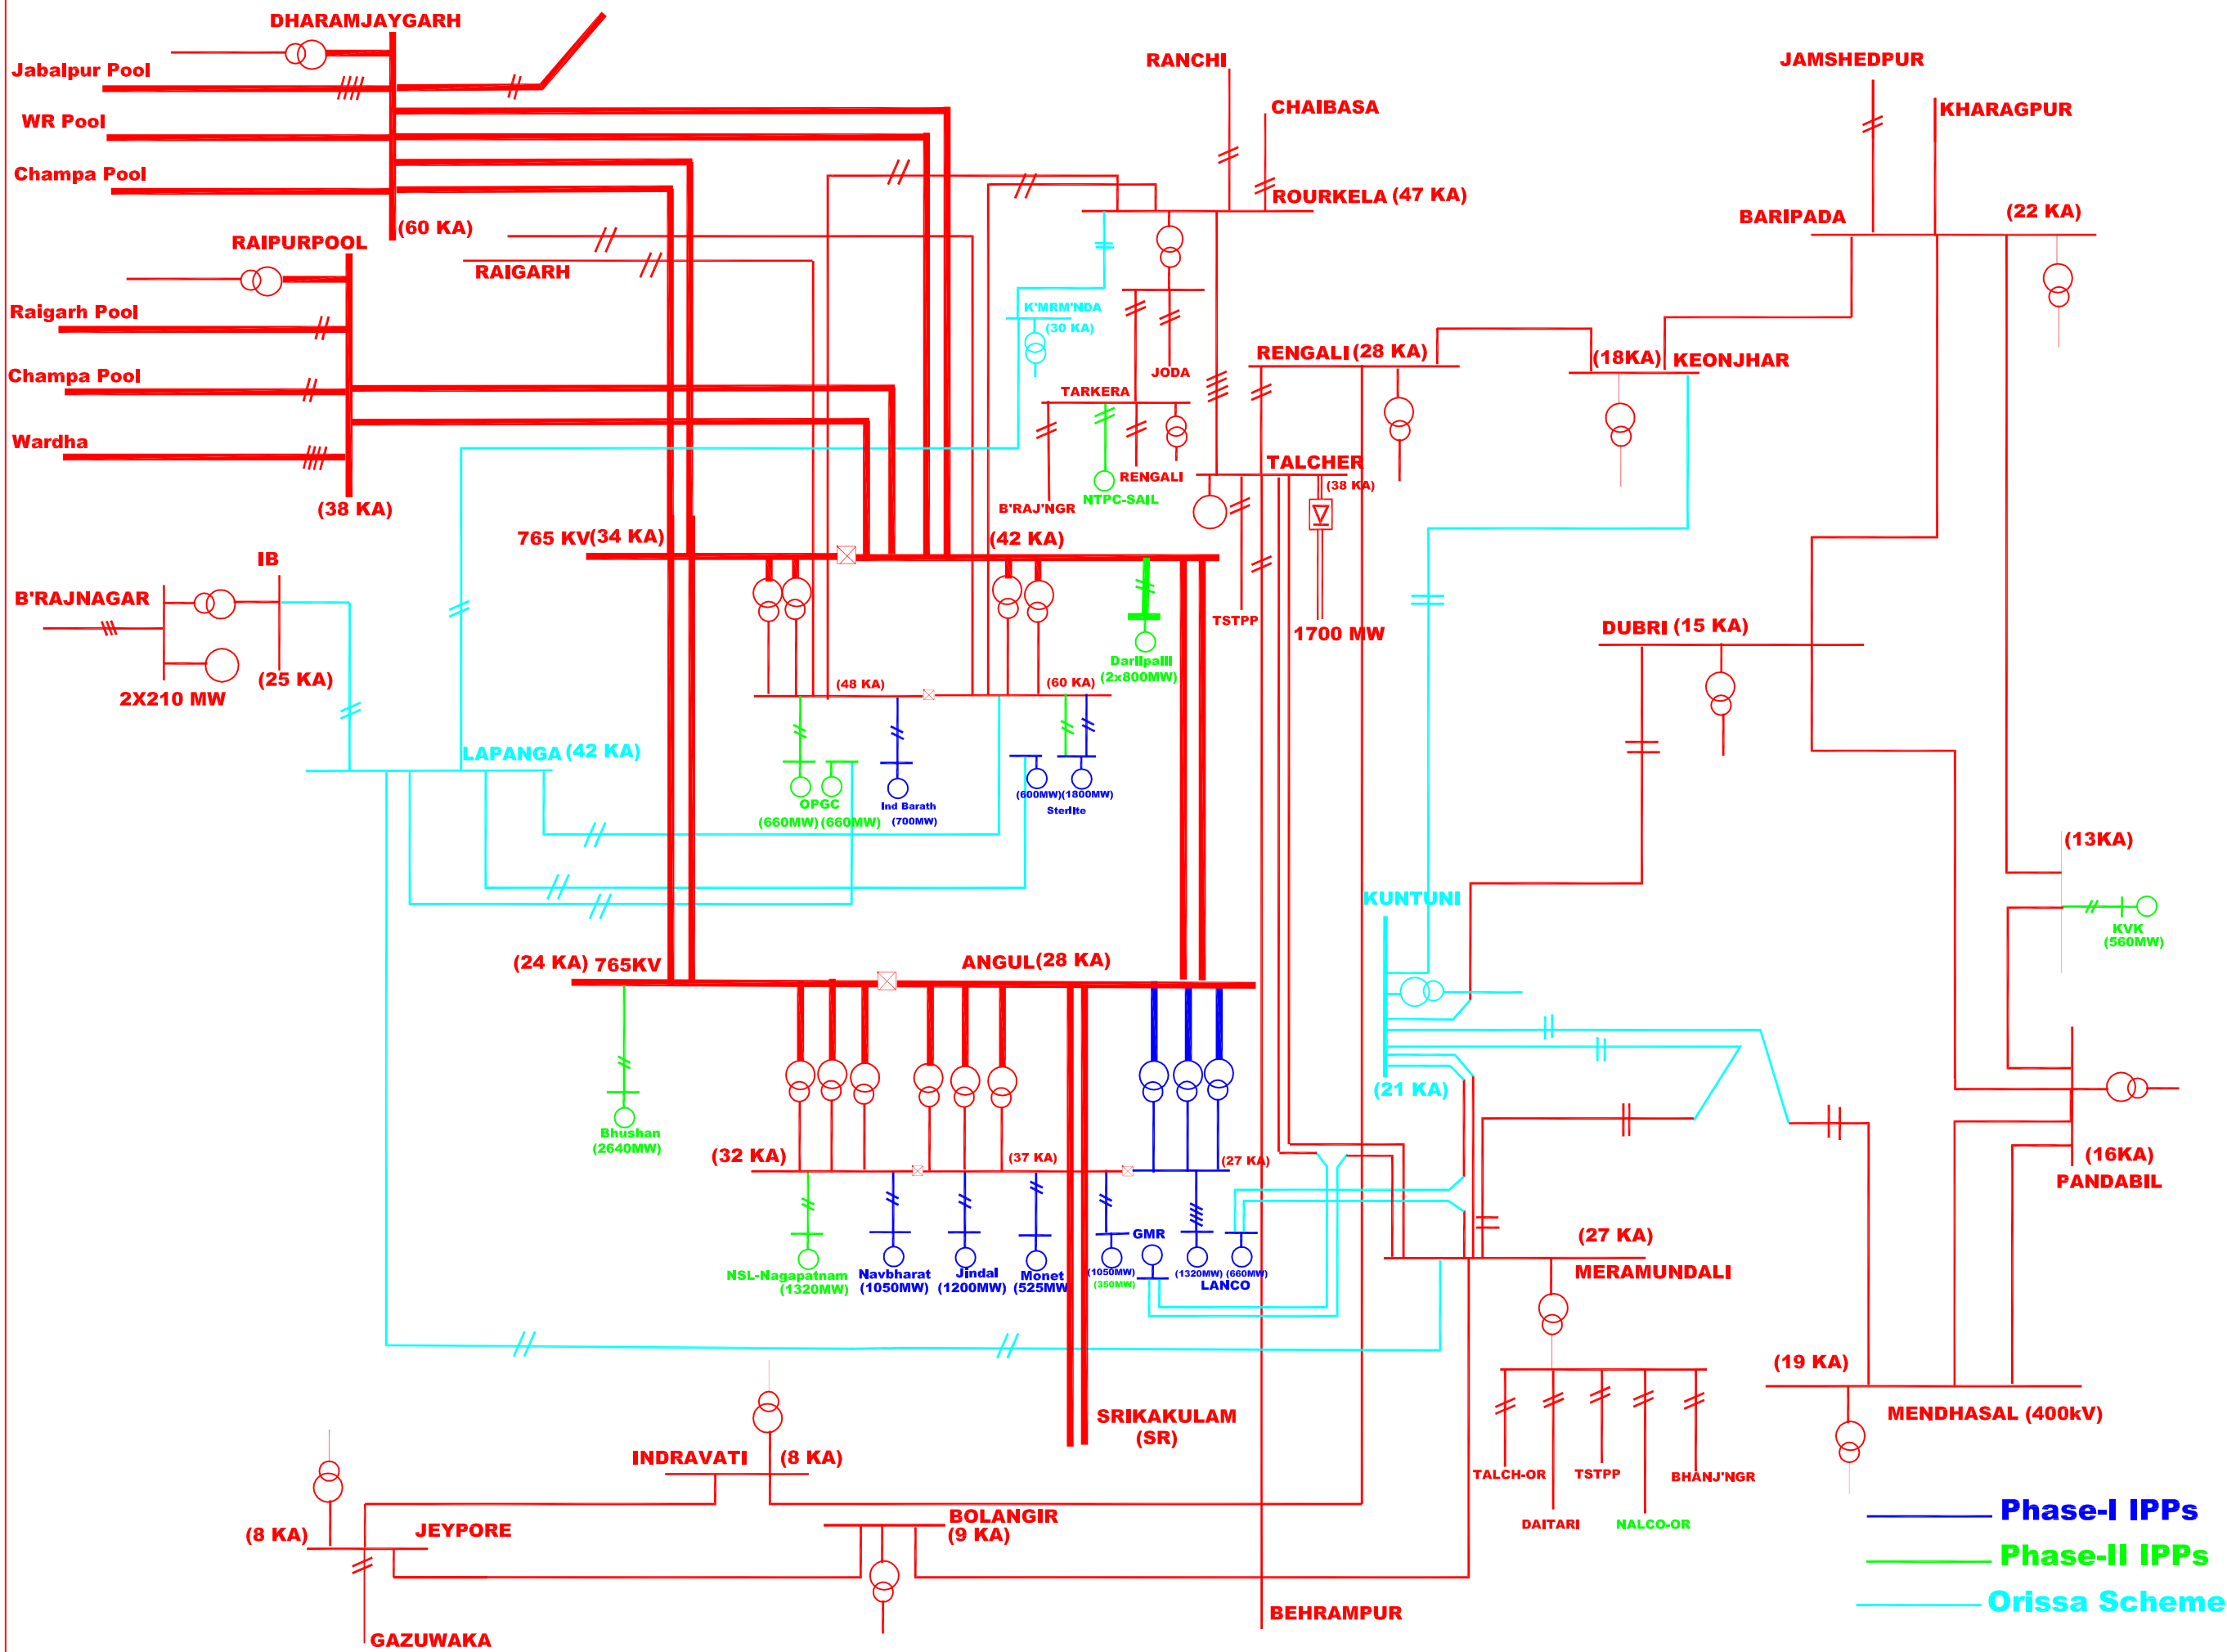 DHARAMJAYGARH
Jabalpur Pool
WR Pool
Champa Pool
(60 KA)
RAIPURPOOL
RAIGARH
Raigarh Pool
Champa Pool
Wardha
(38 KA)
RANCHI
CHAIBASA
ROURKELA (47 KA)
JAMSHEDPUR
KHARAGPUR
BARIPADA
(22 KA)
K'MRM'NDA
(30 KA)
JODA
TARKERA
RENGALI
B'RAJ'NGR
NTPC-SAIL
RENGALI (28 KA)
(18KA) KEONJHAR
TALCHER
(38 KA)
TSTPP
1700 MW
765 KV(34 KA)
(42 KA)
IB
B'RAJNAGAR
(25 KA)
2X210 MW
Darlipalli
(2x800MW)
(48 KA)
(60 KA)
DUBRI (15 KA)
LAPANGA (42 KA)
OPGC
(660MW) (660MW)
Ind Barath
(700MW)
(600MW)(1800MW)
Sterlite
(13KA)
KVK
(560MW)
KUNTUNI
(21 KA)
(24 KA) 765KV
ANGUL(28 KA)
Bhushan
(2640MW)
(32 KA)
(37 KA)
(27 KA)
(16KA)
PANDABIL
NSL-Nagapatnam
(1320MW)
Navbharat
(1050MW)
Jindal
(1200MW)
Monet
(525MW
GMR
(1050MW)
(350MW)
(1320MW) (660MW)
LANCO
(27 KA)
MERAMUNDALI
(19 KA)
MENDHASAL (400kV)
SRIKAKULAM
(SR)
TALCH-OR
TSTPP
BHANJ'NGR
DAITARI
NALCO-OR
INDRAVATI
(8 KA)
BOLANGIR
(9 KA)
(8 KA)
JEYPORE
GAZUWAKA
BEHRAMPUR
Phase-I IPPs
Phase-II IPPs
Orissa Scheme